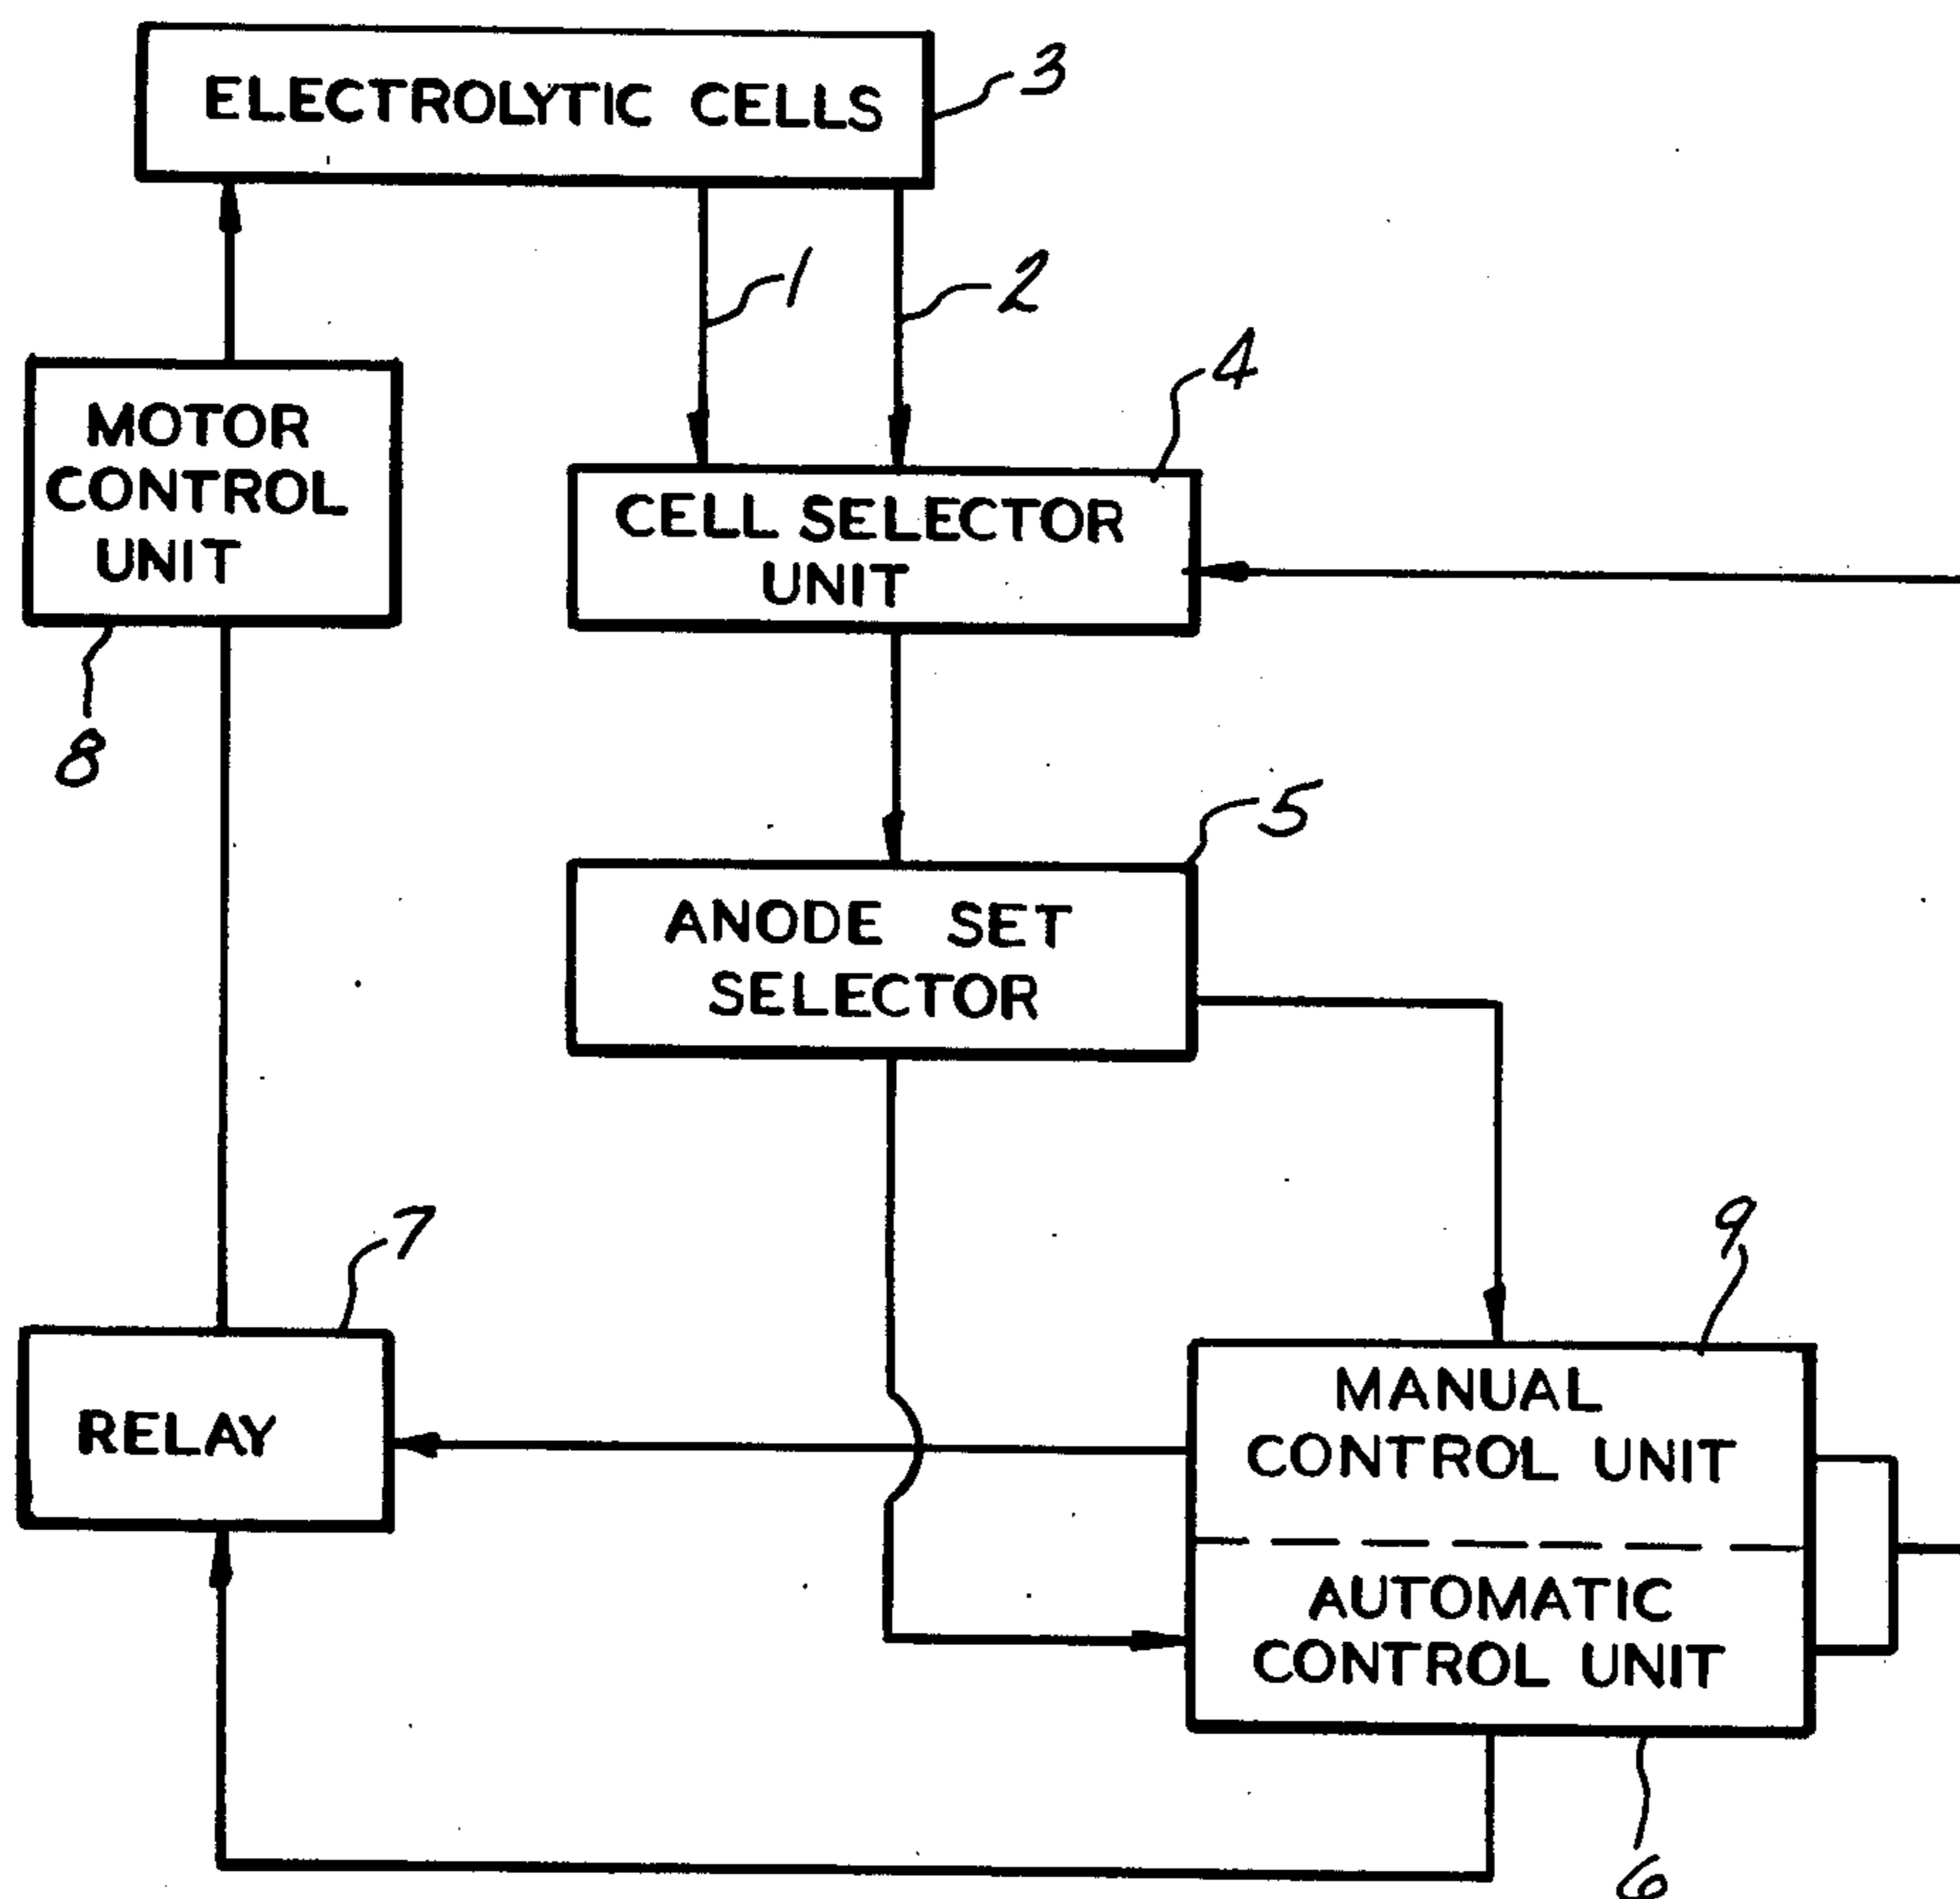 ELECTROLYTIC CELLS
3
1
2
4
MOTOR
CONTROL
UNIT
CELL SELECTOR
UNIT
8
5
ANODE SET
SELECTOR
7
9
RELAY
MANUAL
CONTROL UNIT
AUTOMATIC
CONTROL UNIT
6